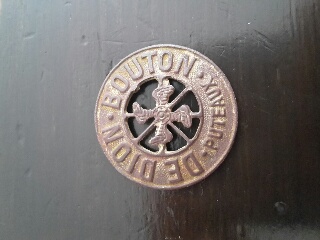 DE DION · BOUTON · PUTEAUX ·